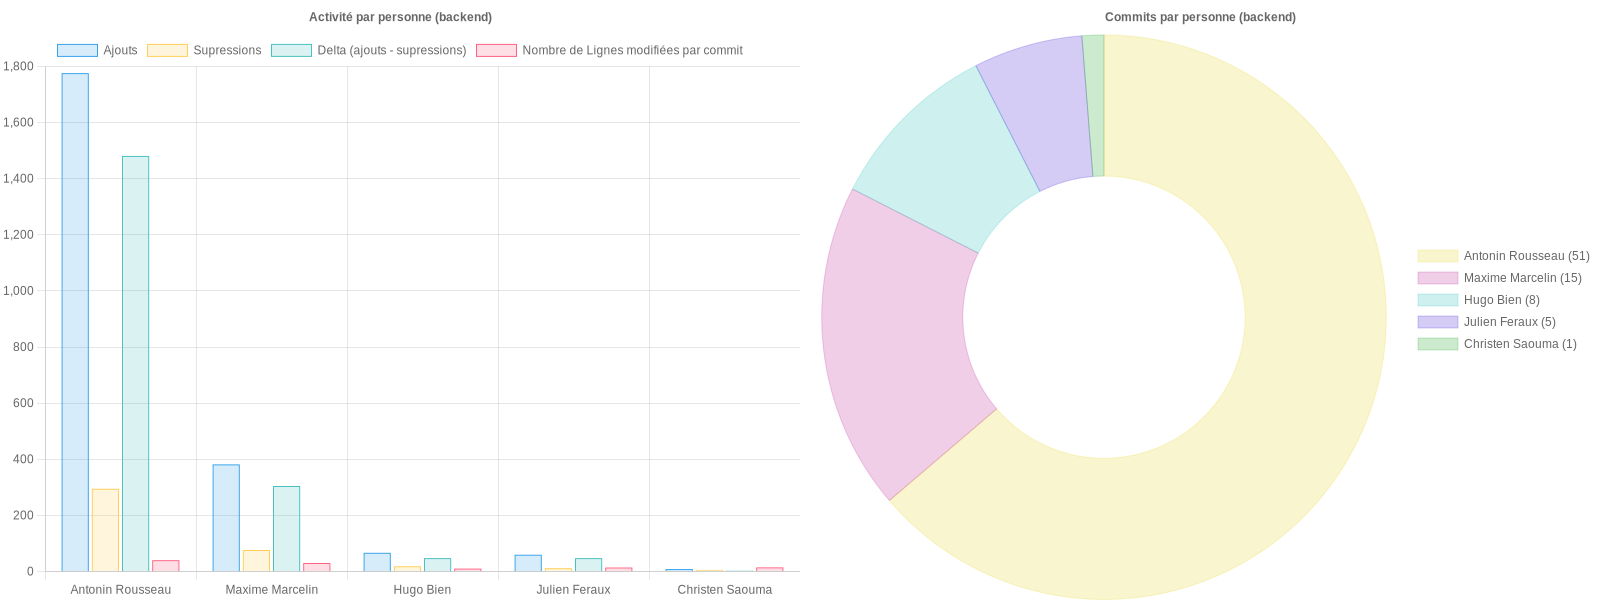 Activité par personne (backend)
Ajouts
Supressions
Delta (ajouts - supressions)
Nombre de Lignes modifiées par commit
1,800
1,600
1,400
1,200
1,000
800
600
400
200
0
Antonin Rousseau
Maxime Marcelin
Hugo Bien
Julien Feraux
Christen Saouma
Commits par personne (backend)
Antonin Rousseau (51)
Maxime Marcelin (15)
Hugo Bien (8)
Julien Feraux (5)
Christen Saouma (1)